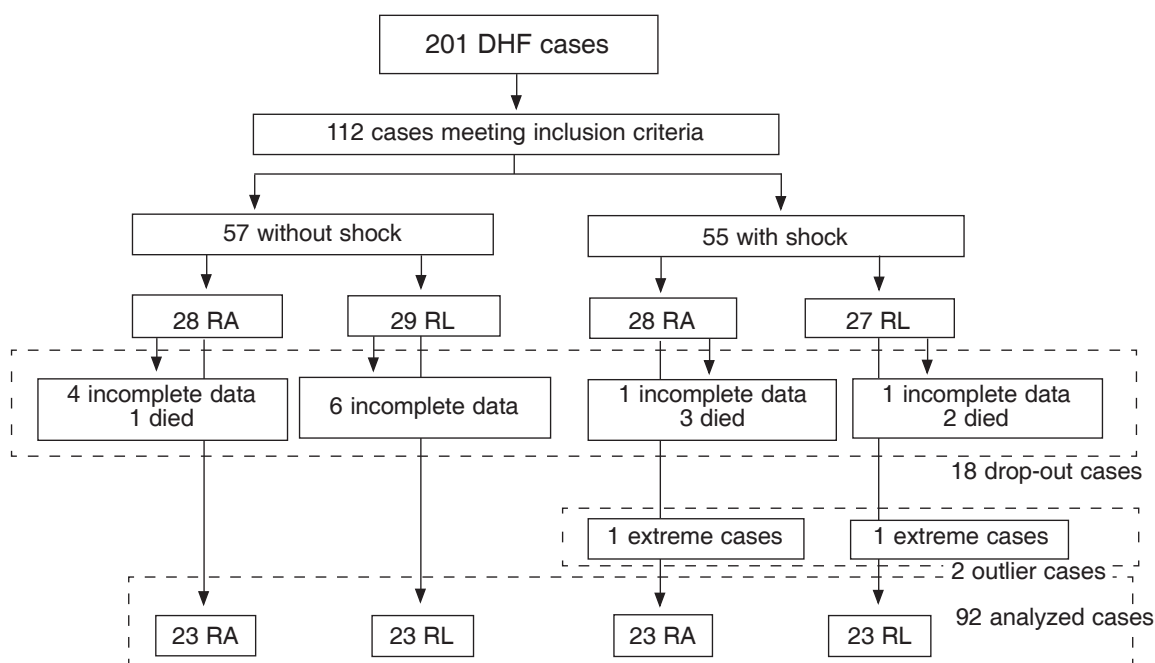 201 DHF cases
112 cases meeting inclusion criteria
57 without shock
55 with shock
28 RA
29 RL
28 RA
27 RL
4 incomplete data
1 died
6 incomplete data
1 incomplete data
3 died
1 incomplete data
2 died
18 drop-out cases
1 extreme cases
1 extreme cases
2 outlier cases
92 analyzed cases
23 RA
23 RL
23 RA
23 RL